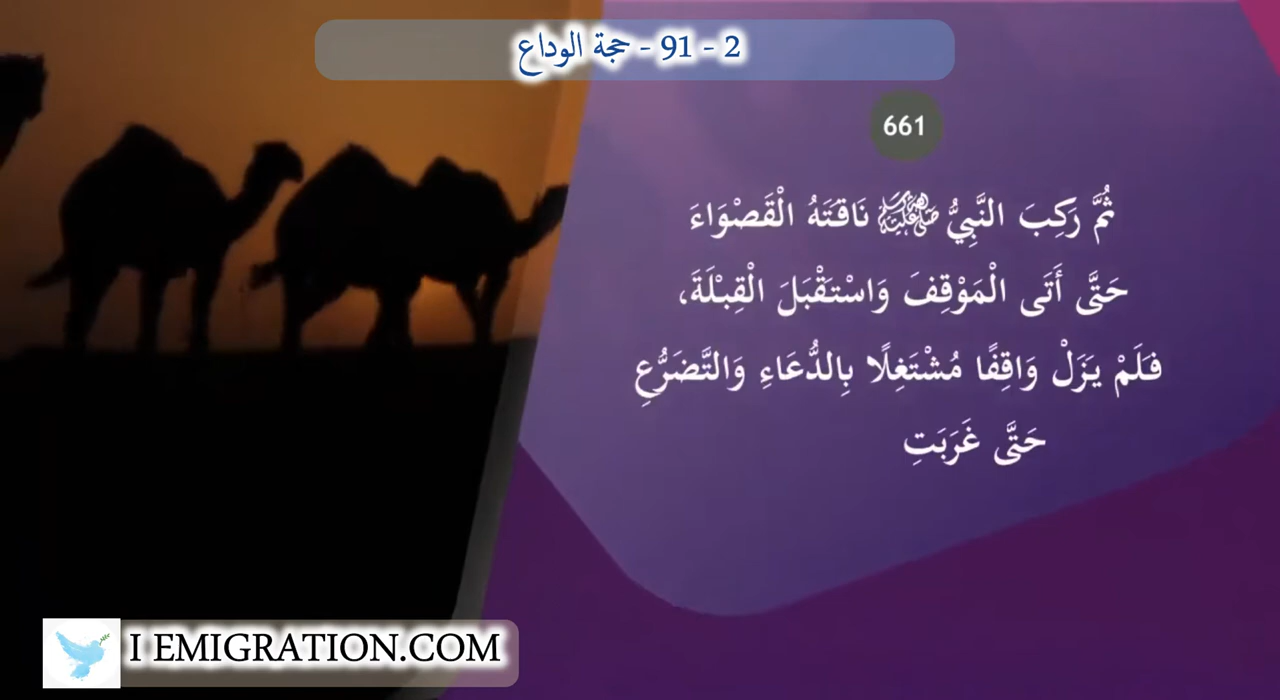 2 - 91 - حجة الوداع
661
ثُمَّ رَكِبَ النَّبِيُّ ﷺ نَاقَتَهُ الْقَصْوَاءَ
حَتَّى أَتَى الْمَوْقِفَ وَاسْتَقْبَلَ الْقِبْلَةَ،
فَلَمْ يَزَلْ وَاقِفًا مُشْتَغِلًا بِالدُّعَاءِ وَالتَّضَرُّعِ
حَتَّى غَرَبَتِ
I EMIGRATION.COM